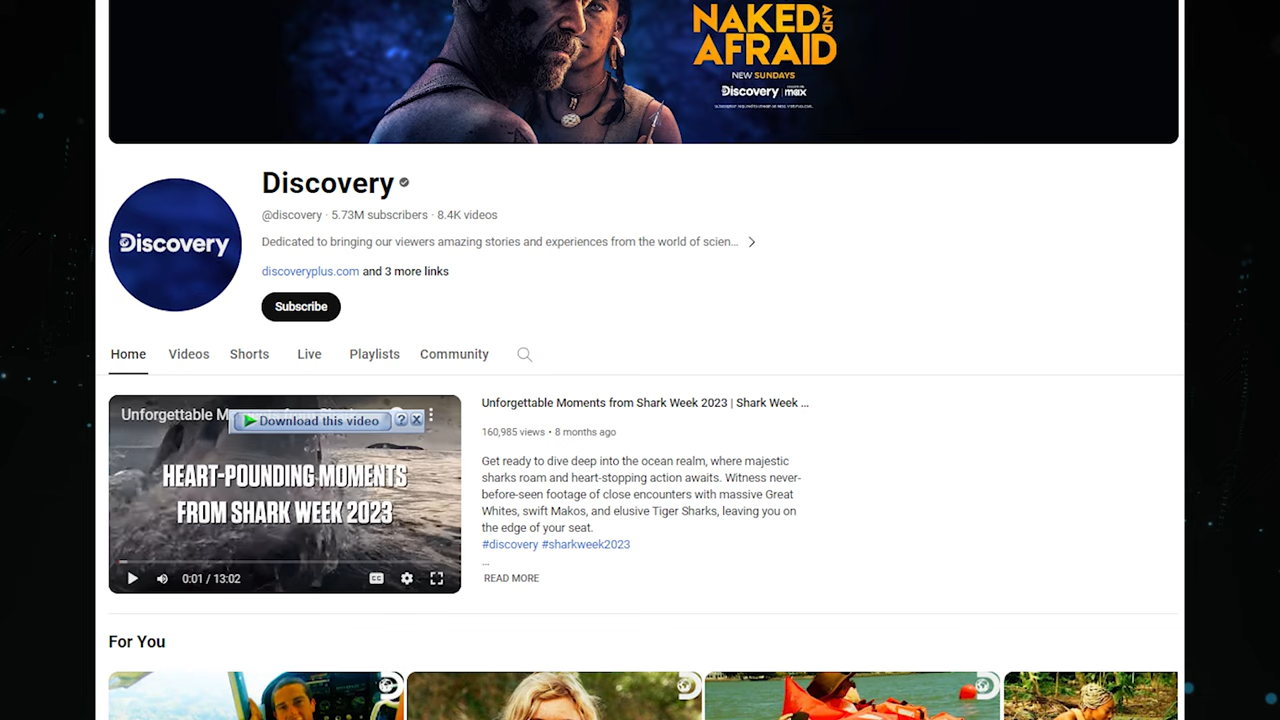 NAKED AND
AFRAID
NEW SUNDAYS
Discovery | max
Discovery
Discovery
@discovery · 5.73M subscribers · 8.4K videos
Dedicated to bringing our viewers amazing stories and experiences from the world of scien...
discoveryplus.com and 3 more links
Subscribe
Home Videos Shorts Live Playlists Community
Unforgettable M
Download this video ? X
HEART-POUNDING MOMENTS
FROM SHARK WEEK 2023
0:01 / 13:02 CC
Unforgettable Moments from Shark Week 2023 | Shark Week ...
160,985 views • 8 months ago
Get ready to dive deep into the ocean realm, where majestic
sharks roam and heart-stopping action awaits. Witness never-
before-seen footage of close encounters with massive Great
Whites, swift Makos, and elusive Tiger Sharks, leaving you on
the edge of your seat.
#discovery #sharkweek2023
...
READ MORE
For You